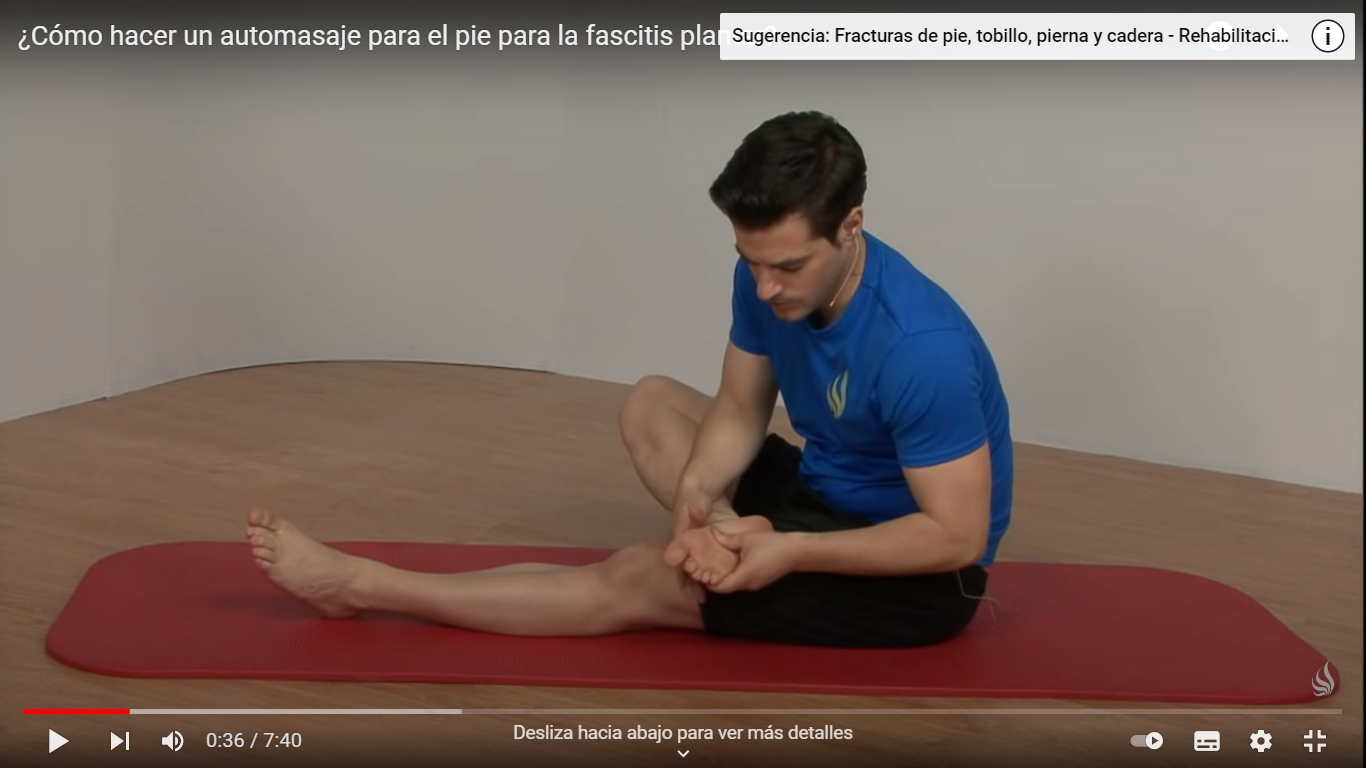 ¿Cómo hacer un automasaje para el pie para la fascitis plan
Sugerencia: Fracturas de pie, tobillo, pierna y cadera - Rehabilitaci...
0:36 / 7:40
Desliza hacia abajo para ver más detalles